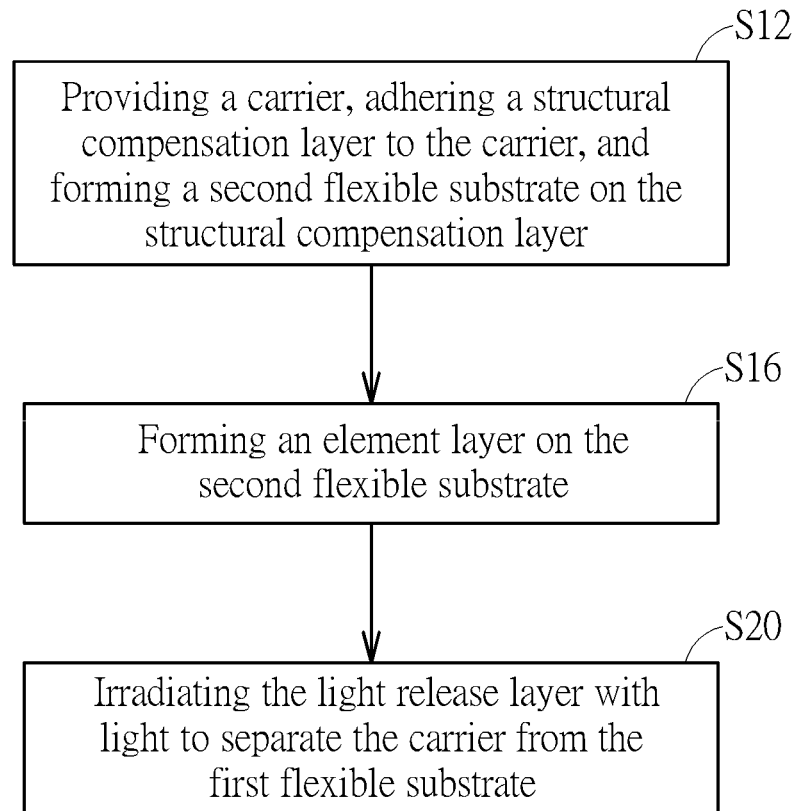 S12
Providing a carrier, adhering a structural
compensation layer to the carrier, and
forming a second flexible substrate on the
structural compensation layer
S16
Forming an element layer on the
second flexible substrate
S20
Irradiating the light release layer with
light to separate the carrier from the
first flexible substrate